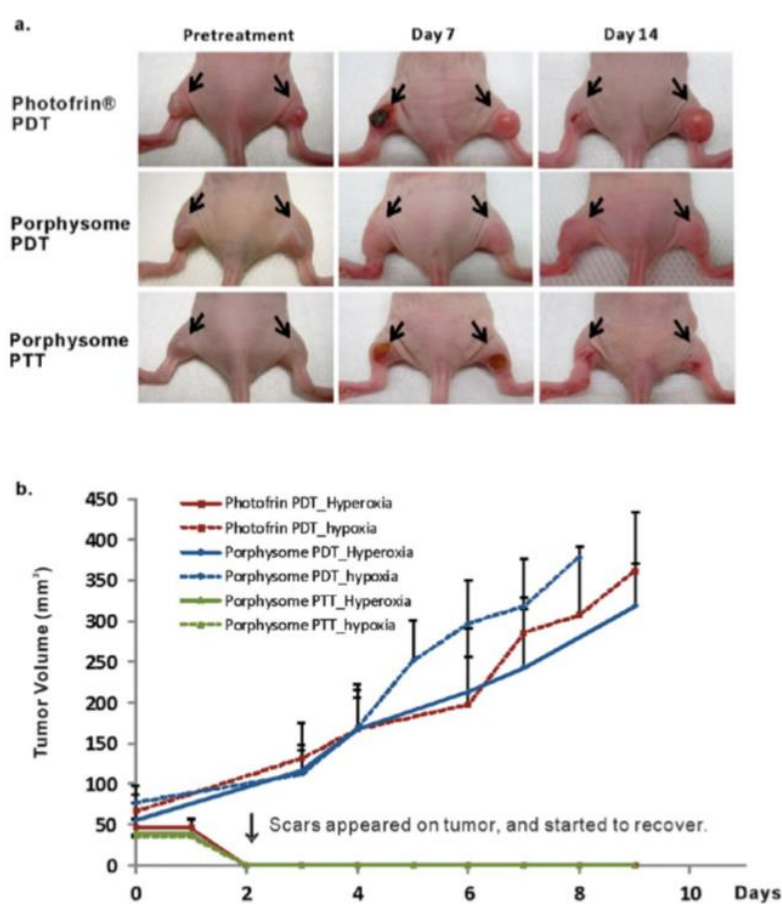 a.
Pretreatment Day 7 Day 14
Photofrin®
PDT
Porphysome
PDT
Porphysome
PTT
b.
450
400
350
300
250
200
150
100
50
0
Tumor Volume (mm³)
Photofrin PDT_Hyperoxia
Photofrin PDT_hypoxia
Porphysome PDT_Hyperoxia
Porphysome PDT_hypoxia
Porphysome PTT_Hyperoxia
Porphysome PTT_hypoxia
Scars appeared on tumor, and started to recover.
0 2 4 6 8 10 Days